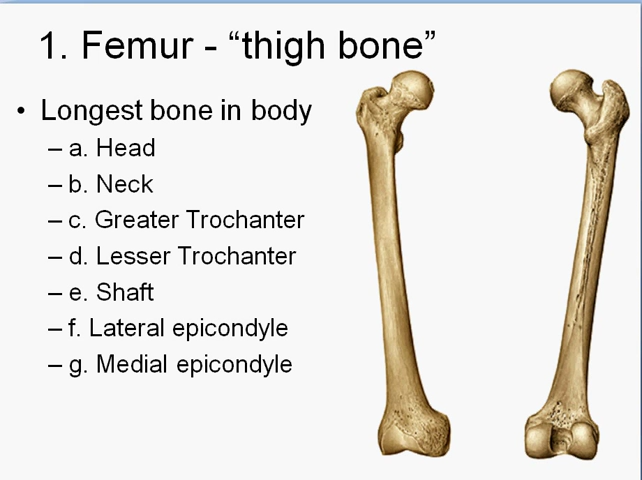 1. Femur - “thigh bone”
• Longest bone in body
– a. Head
– b. Neck
– c. Greater Trochanter
– d. Lesser Trochanter
– e. Shaft
– f. Lateral epicondyle
– g. Medial epicondyle